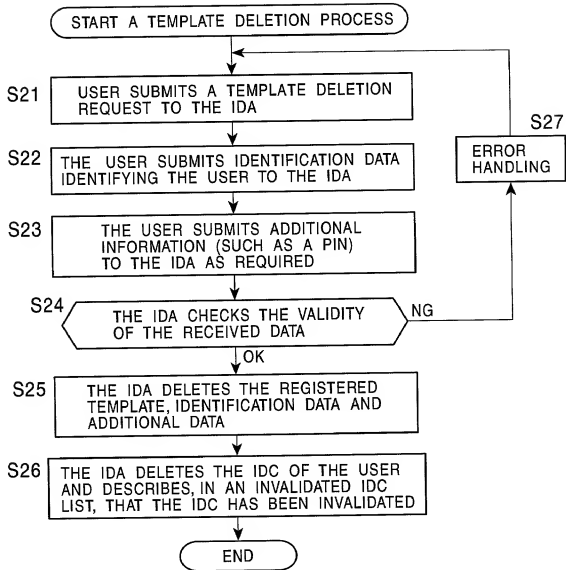 START A TEMPLATE DELETION PROCESS
S21
USER SUBMITS A TEMPLATE DELETION
REQUEST TO THE IDA
S27
ERROR
HANDLING
S22
THE USER SUBMITS IDENTIFICATION DATA
IDENTIFYING THE USER TO THE IDA
S23
THE USER SUBMITS ADDITIONAL
INFORMATION (SUCH AS A PIN)
TO THE IDA AS REQUIRED
S24
THE IDA CHECKS THE VALIDITY
OF THE RECEIVED DATA
NG
OK
S25
THE IDA DELETES THE REGISTERED
TEMPLATE, IDENTIFICATION DATA AND
ADDITIONAL DATA
S26
THE IDA DELETES THE IDC OF THE USER
AND DESCRIBES, IN AN INVALIDATED IDC
LIST, THAT THE IDC HAS BEEN INVALIDATED
END